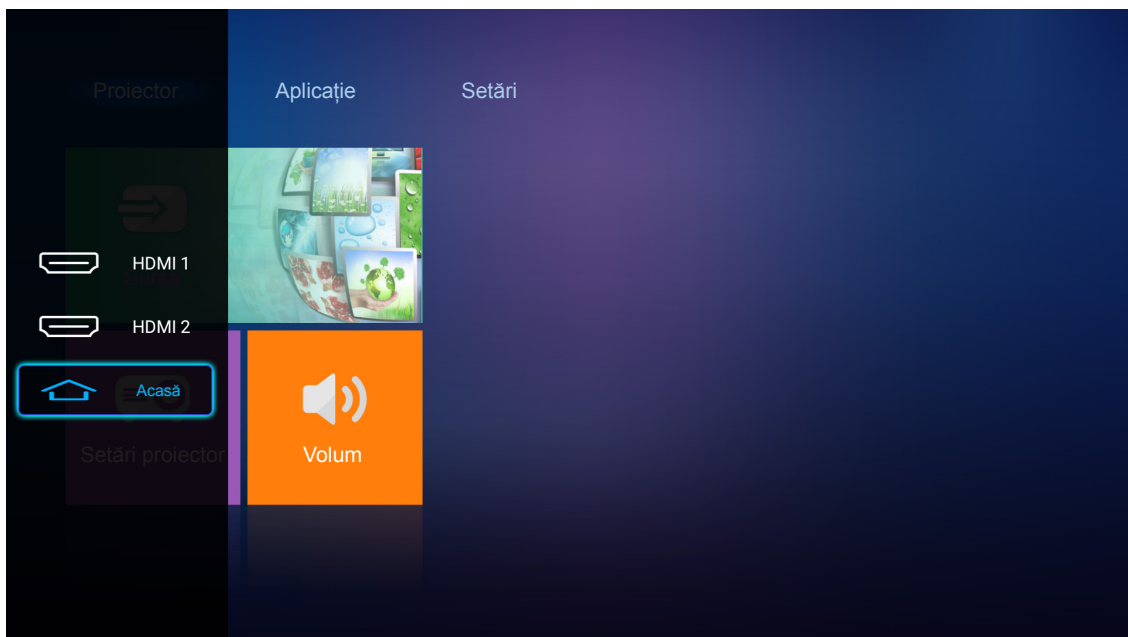 Proiector
Aplicație
Setări
HDMI 1
HDMI 2
Acasă
Setări proiector
Volum